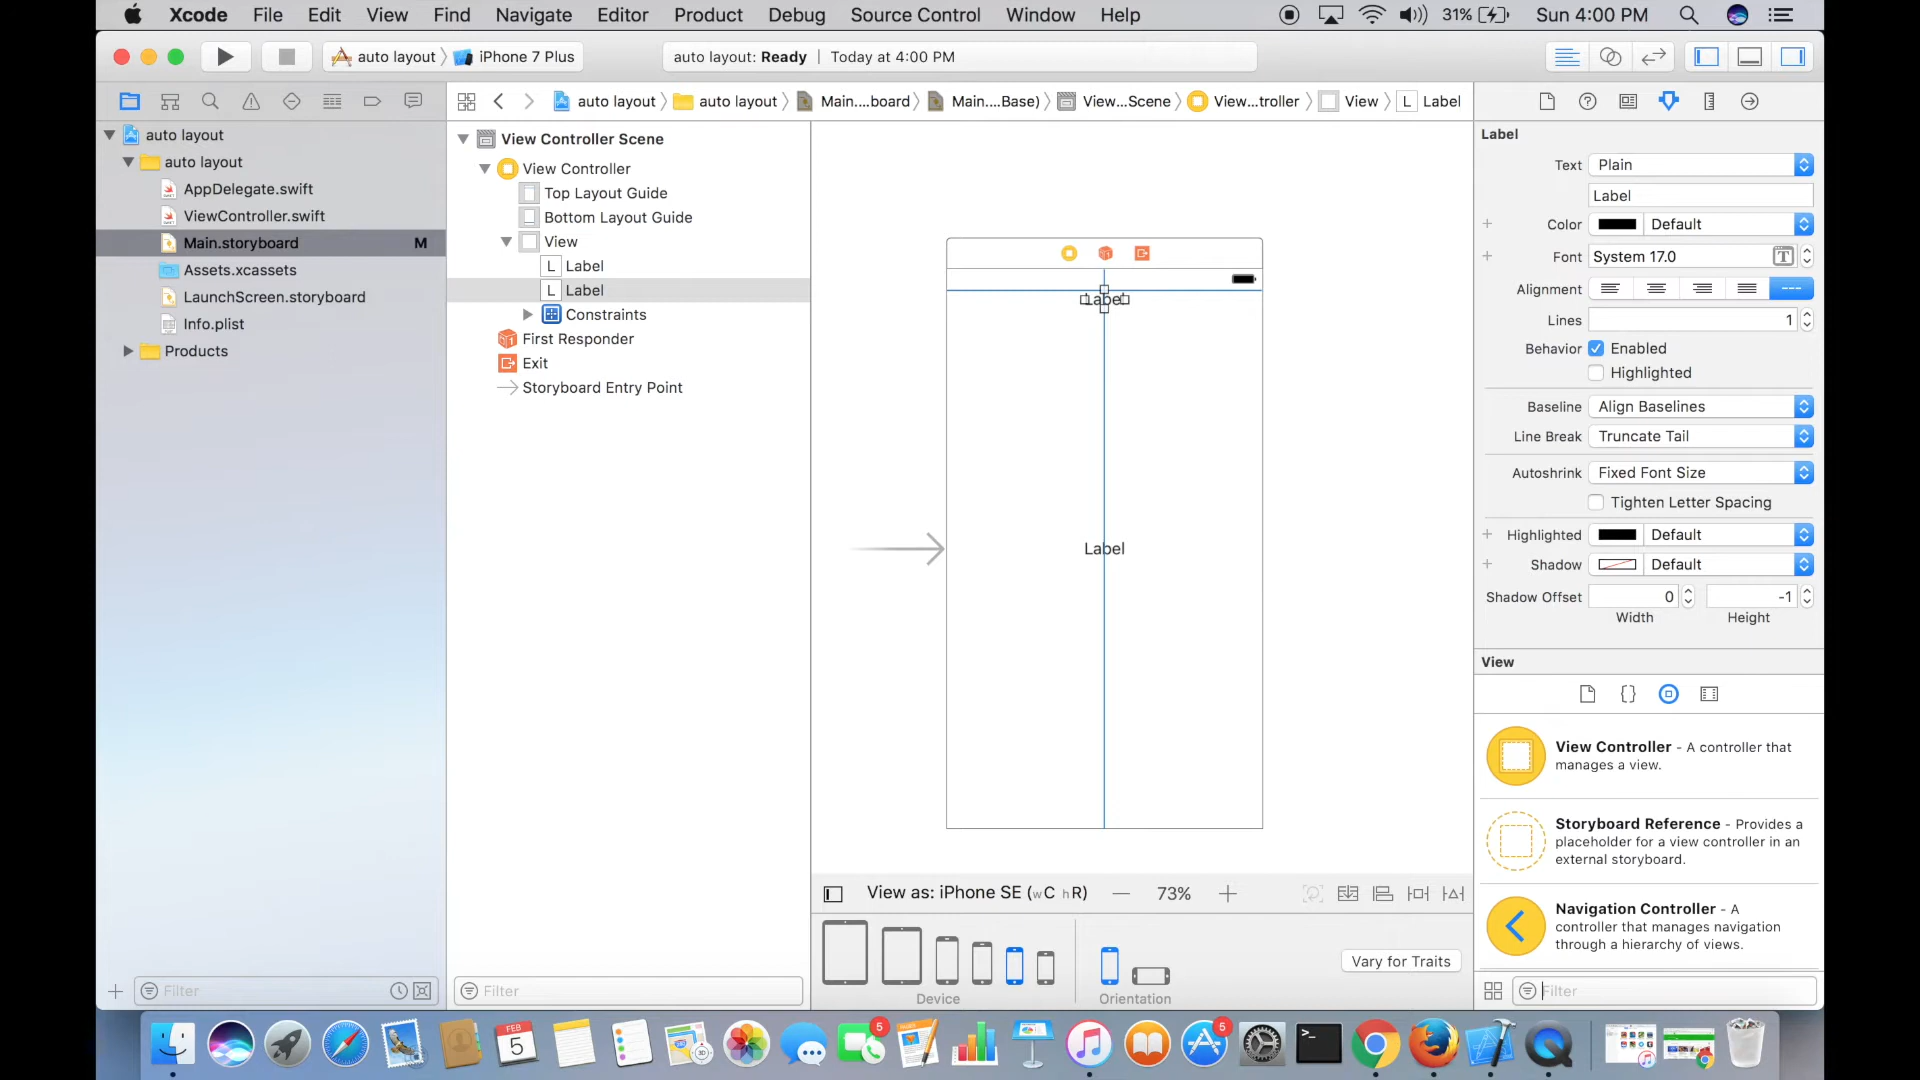 Xcode File Edit View Find Navigate Editor Product Debug Source Control Window Help 31% Sun 4:00 PM
auto layout iPhone 7 Plus auto layout: Ready Today at 4:00 PM
auto layout auto layout Main....board Main....Base) View...Scene View...troller View L Label
auto layout
auto layout
AppDelegate.swift
ViewController.swift
Main.storyboard M
Assets.xcassets
LaunchScreen.storyboard
Info.plist
Products
Filter
View Controller Scene
View Controller
Top Layout Guide
Bottom Layout Guide
View
L Label
L Label
Constraints
First Responder
Exit
Storyboard Entry Point
Filter
Label
Label
View as: iPhone SE (wC hR) 73%
Device
Orientation
Vary for Traits
Label
Text Plain
Label
Color Default
Font System 17.0 T
Alignment
Lines 1
Behavior Enabled
Highlighted
Baseline Align Baselines
Line Break Truncate Tail
Autoshrink Fixed Font Size
Tighten Letter Spacing
Highlighted Default
Shadow Default
Shadow Offset 0 -1
Width Height
View
View Controller - A controller that
manages a view.
Storyboard Reference - Provides a
placeholder for a view controller in an
external storyboard.
Navigation Controller - A
controller that manages navigation
through a hierarchy of views.
Filter
FEB
5
5
5